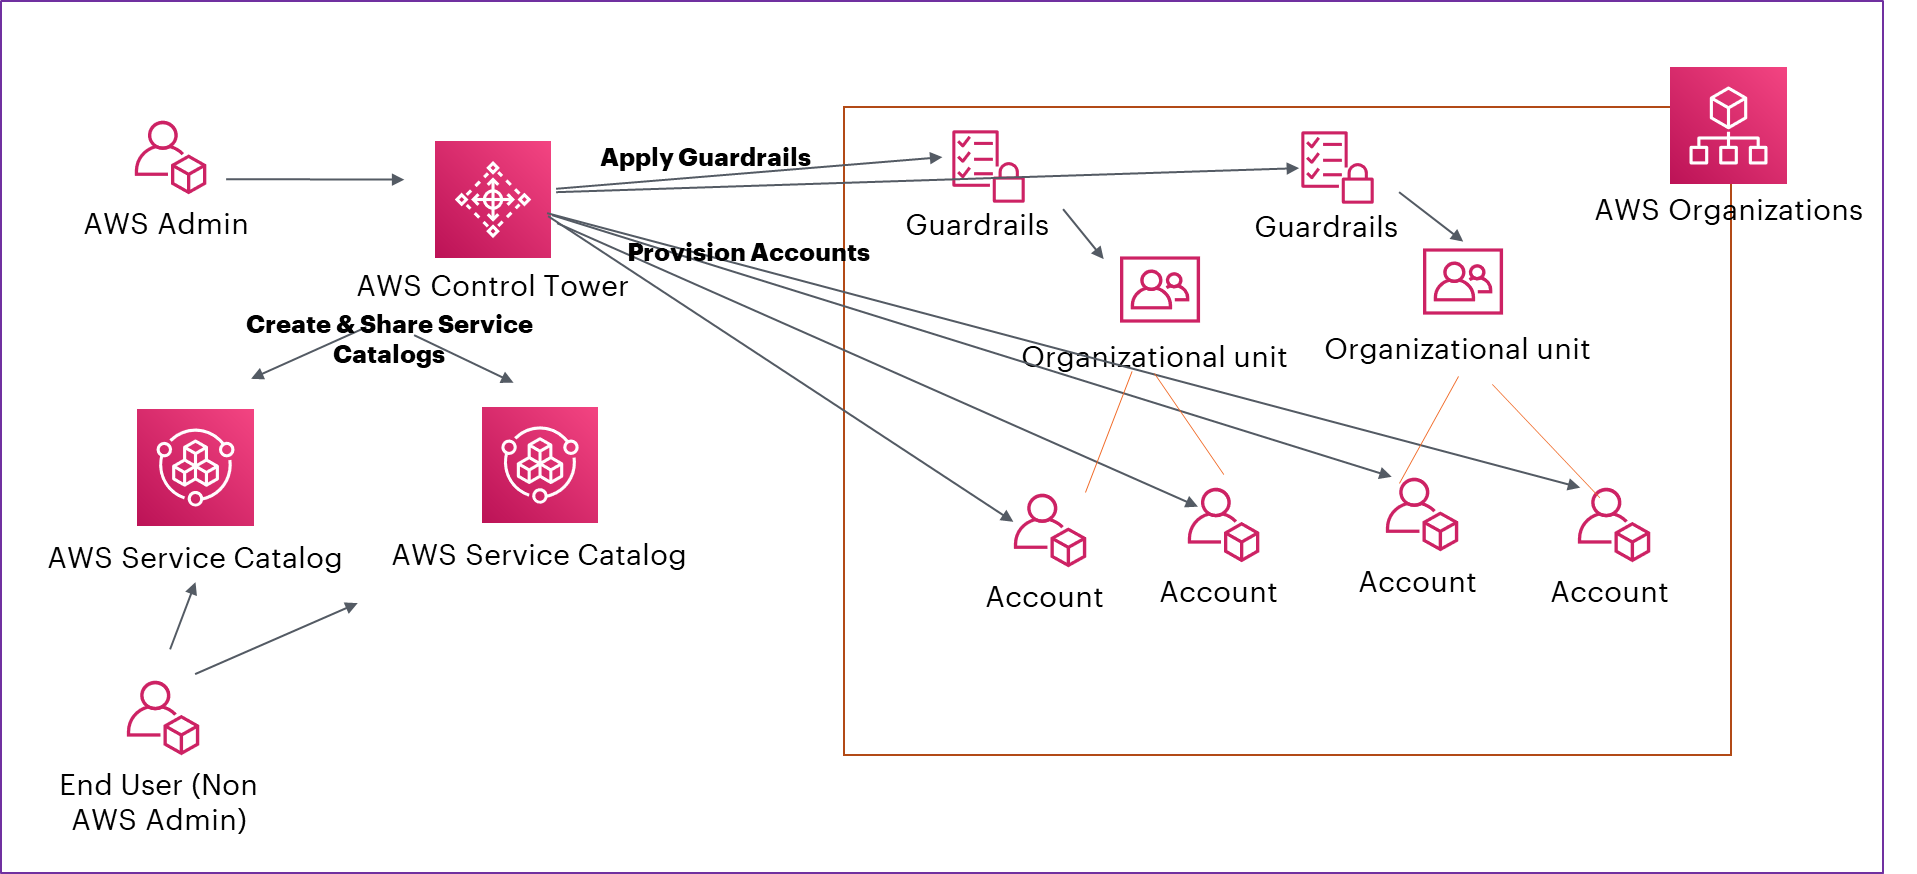 AWS Admin
AWS Control Tower
Apply Guardrails
Provision Accounts
Create & Share Service
Catalogs
AWS Service Catalog
AWS Service Catalog
End User (Non
AWS Admin)
Guardrails
Guardrails
AWS Organizations
Organizational unit
Organizational unit
Account
Account
Account
Account